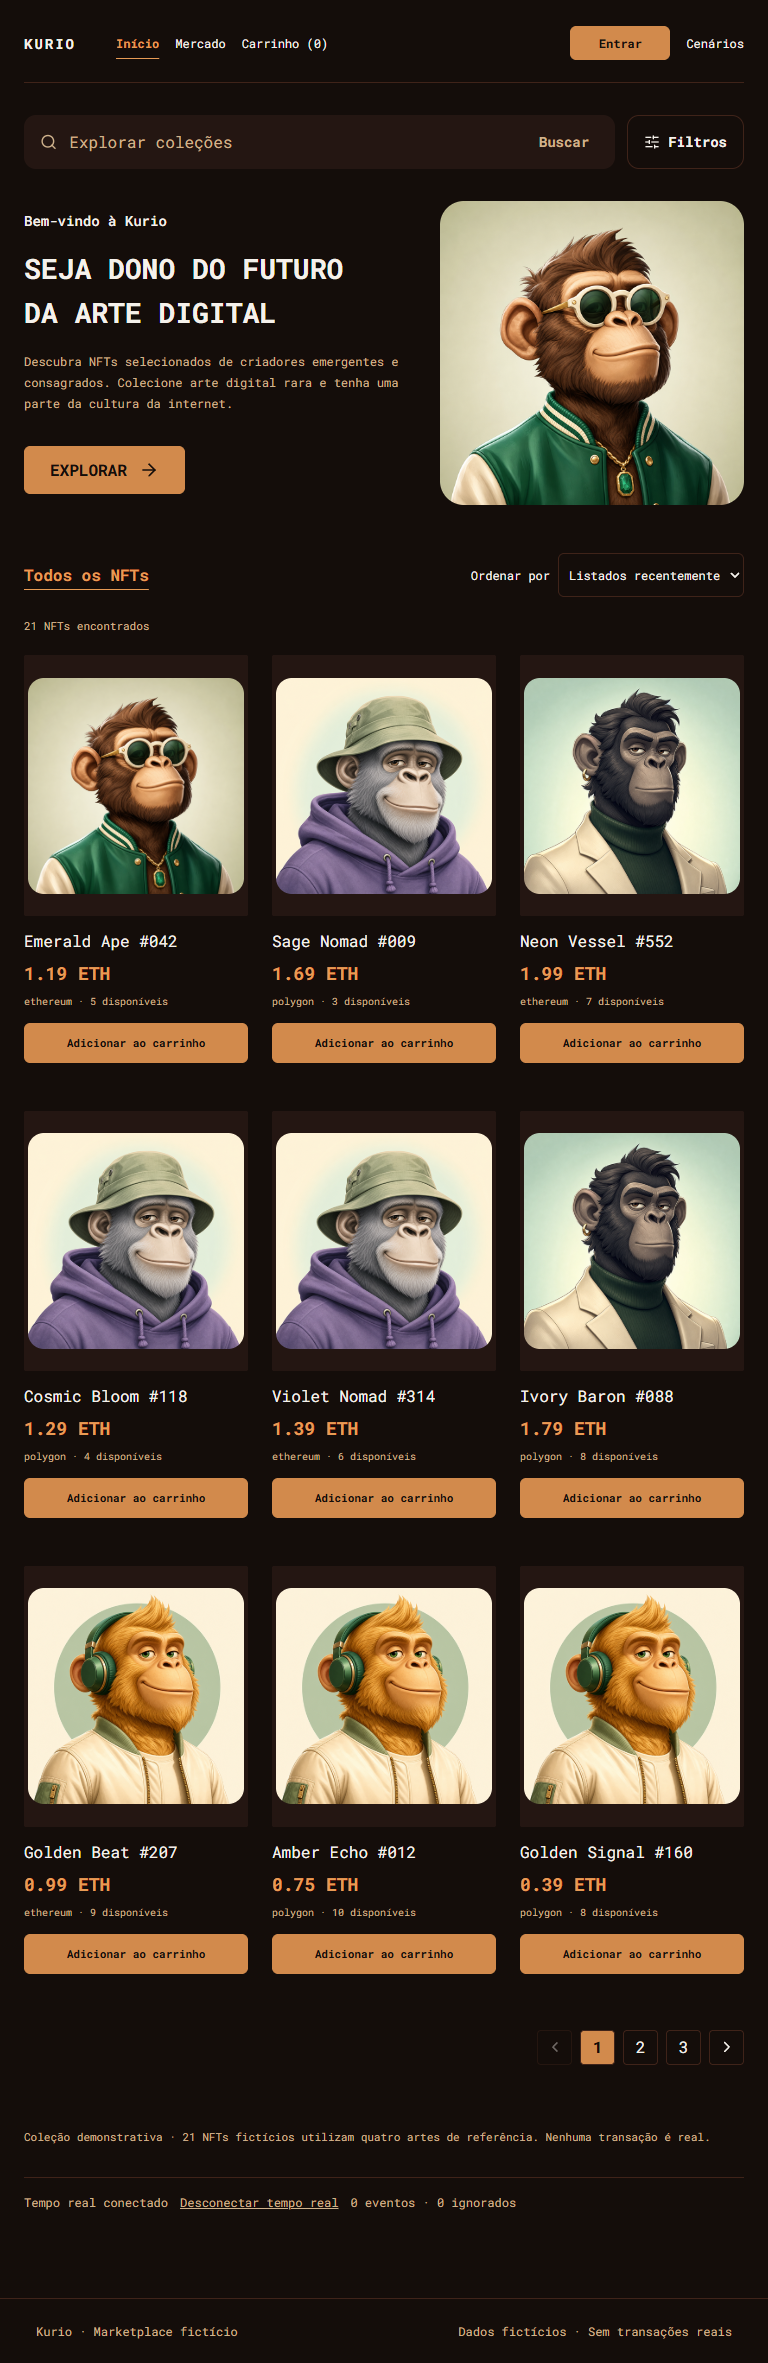 KURIO Início Mercado Carrinho (0) Entrar Cenários
Explorar coleções Buscar Filtros
Bem-vindo à Kurio
SEJA DONO DO FUTURO
DA ARTE DIGITAL
Descubra NFTs selecionados de criadores emergentes e
consagrados. Colecione arte digital rara e tenha uma
parte da cultura da internet.
EXPLORAR
Todos os NFTs Ordenar por Listados recentemente
21 NFTs encontrados
Emerald Ape #042 Sage Nomad #009 Neon Vessel #552
1.19 ETH 1.69 ETH 1.99 ETH
ethereum · 5 disponíveis polygon · 3 disponíveis ethereum · 7 disponíveis
Adicionar ao carrinho Adicionar ao carrinho Adicionar ao carrinho
Cosmic Bloom #118 Violet Nomad #314 Ivory Baron #088
1.29 ETH 1.39 ETH 1.79 ETH
polygon · 4 disponíveis ethereum · 6 disponíveis polygon · 8 disponíveis
Adicionar ao carrinho Adicionar ao carrinho Adicionar ao carrinho
Golden Beat #207 Amber Echo #012 Golden Signal #160
0.99 ETH 0.75 ETH 0.39 ETH
ethereum · 9 disponíveis polygon · 10 disponíveis polygon · 8 disponíveis
Adicionar ao carrinho Adicionar ao carrinho Adicionar ao carrinho
1 2 3
Coleção demonstrativa · 21 NFTs fictícios utilizam quatro artes de referência. Nenhuma transação é real.
Tempo real conectado Desconectar tempo real 0 eventos · 0 ignorados
Kurio · Marketplace fictício Dados fictícios · Sem transações reais